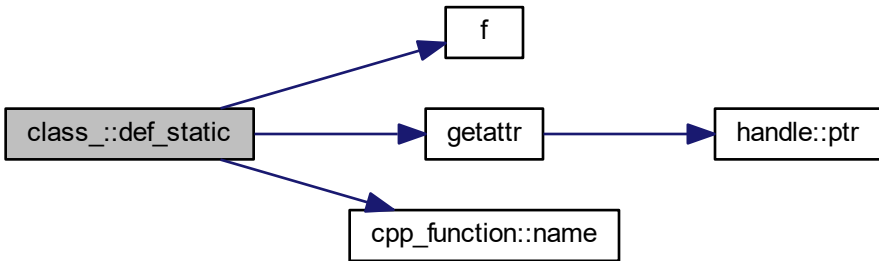 f
class_::def_static
getattr
handle::ptr
cpp_function::name